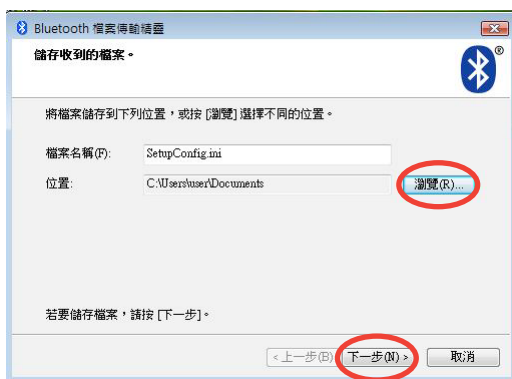 Bluetooth 檔案傳輸精靈
儲存收到的檔案。
將檔案儲存到下列位置，或按 [瀏覽] 選擇不同的位置。
檔案名稱(F): SetupConfig.ini
位置: C:\Users\user\Documents 瀏覽(R)...
若要儲存檔案，請按 [下一步]。
<上一步(B) 下一步(N) > 取消